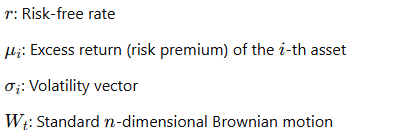 r: Risk-free rate
μᵢ: Excess return (risk premium) of the i-th asset
σᵢ: Volatility vector
Wₜ: Standard n-dimensional Brownian motion